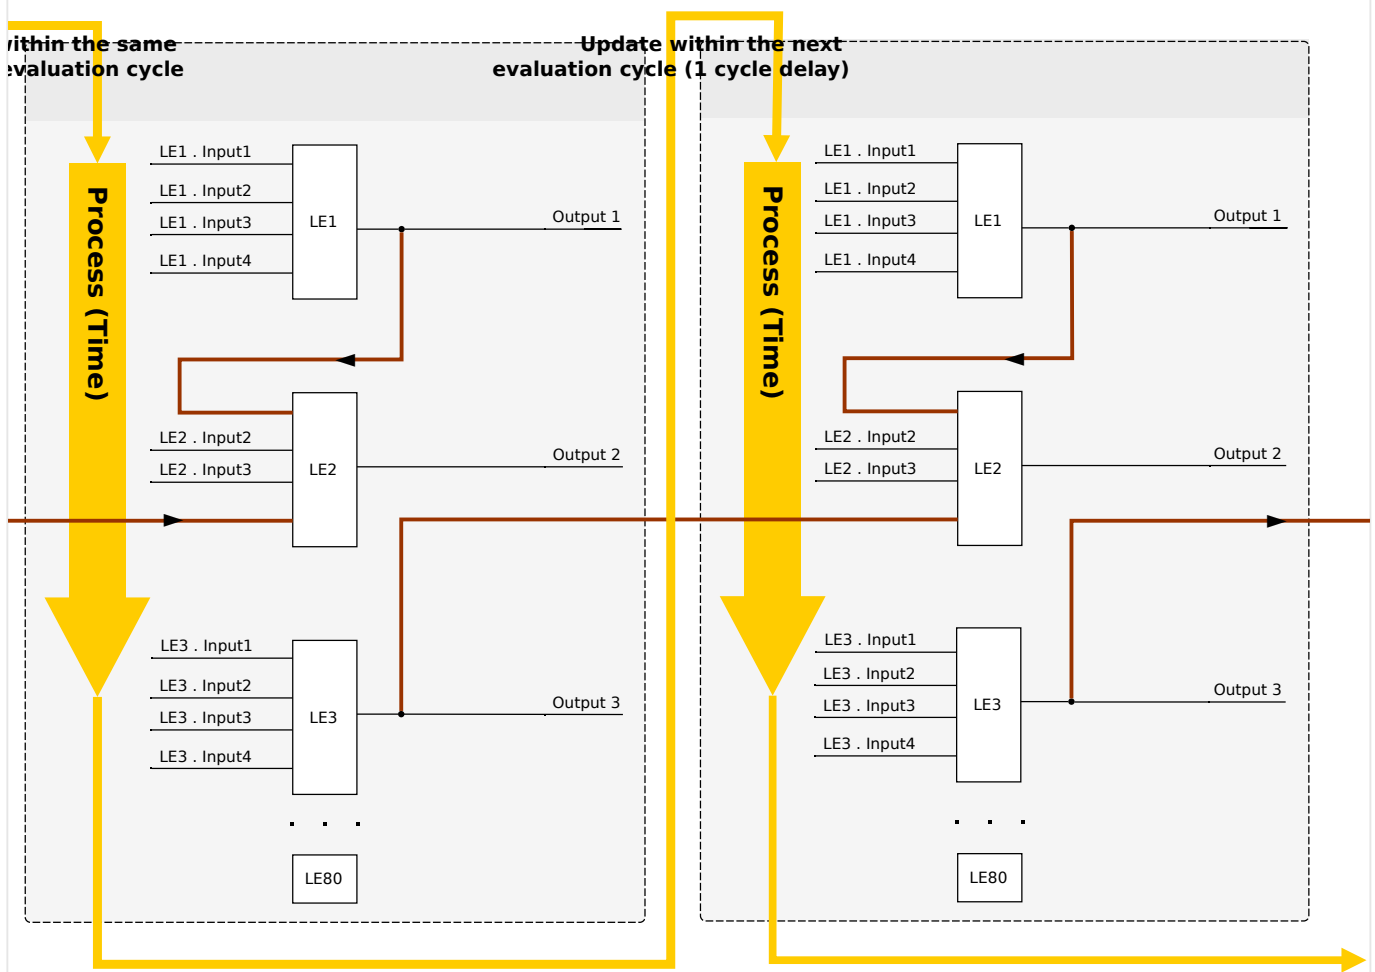 within the same
evaluation cycle
Process (Time)
LE1 . Input1
LE1 . Input2
LE1 . Input3
LE1 . Input4
LE1
Output 1
LE2 . Input2
LE2 . Input3
LE2
Output 2
LE3 . Input1
LE3 . Input2
LE3 . Input3
LE3 . Input4
LE3
Output 3
. . .
LE80
Update within the next
evaluation cycle (1 cycle delay)
Process (Time)
LE1 . Input1
LE1 . Input2
LE1 . Input3
LE1 . Input4
LE1
Output 1
LE2 . Input2
LE2 . Input3
LE2
Output 2
LE3 . Input1
LE3 . Input2
LE3 . Input3
LE3 . Input4
LE3
Output 3
. . .
LE80